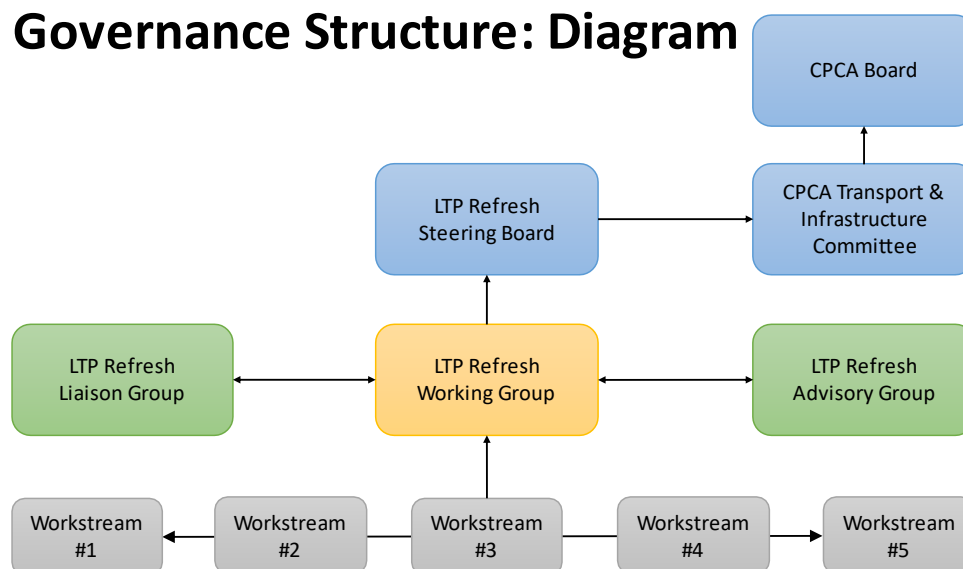 Governance Structure: Diagram
CPCA Board
LTP Refresh
Steering Board
CPCA Transport &
Infrastructure
Committee
LTP Refresh
Liaison Group
LTP Refresh
Working Group
LTP Refresh
Advisory Group
Workstream
#1
Workstream
#2
Workstream
#3
Workstream
#4
Workstream
#5